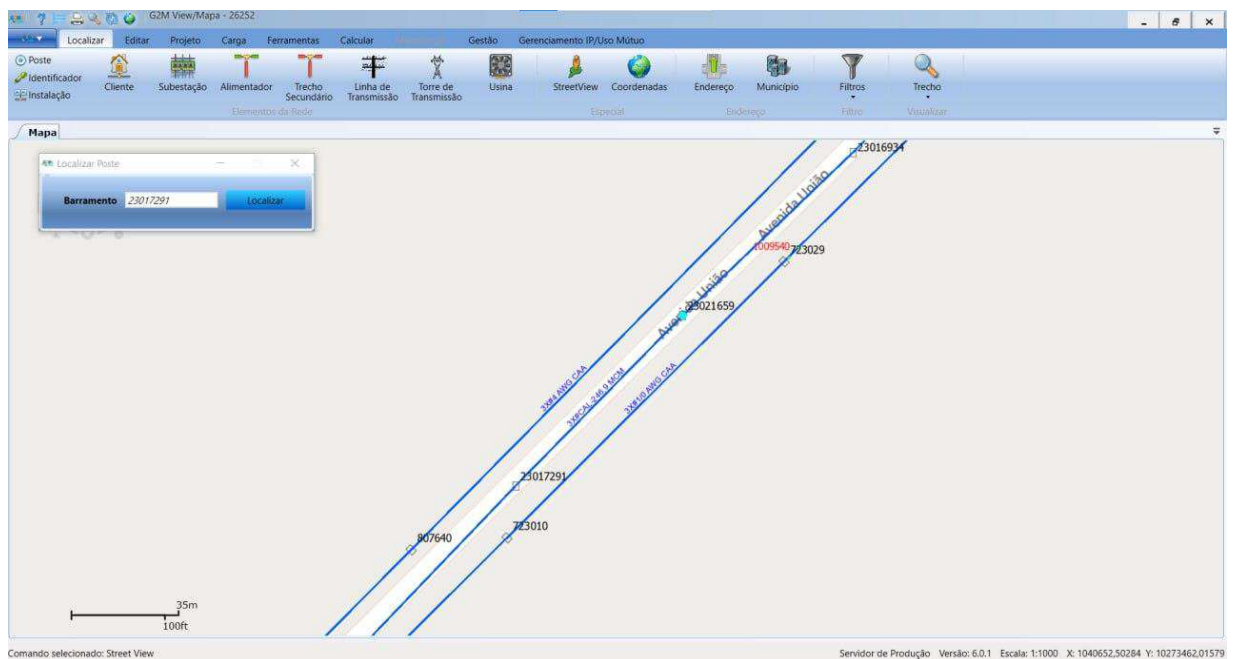 G2M View/Mapa - 26252
Localizar Editar Projeto Carga Ferramentas Calcular Gestão Gerenciamento IP/Uso Mútuo
Poste
Identificador
Instalação
Cliente
Subestação
Alimentador
Trecho
Secundário
Linha de
Transmissão
Torre de
Transmissão
Usina
StreetView
Coordenadas
Endereço
Município
Filtros
Trecho
Elementos da Rede
Especial
Endereço
Filtro
Visualizar
Mapa
Localizar Poste
Barramento 23017291 Localizar
23016934
Avenida União
1009540
723029
Avenida União
23021659
3X#4 AWG CAA
3X#CAL 246.9 MCM
3X#1/0 AWG CAA
23017291
723010
807640
35m
100ft
Comando selecionado: Street View
Servidor de Produção Versão: 6.0.1 Escala: 1:1000 X: 1040652,50284 Y: 10273462,01579